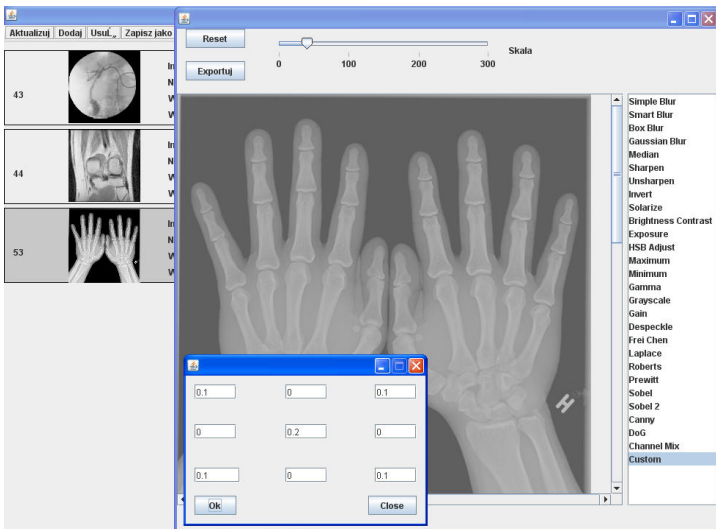 Aktualizuj Dodaj UsuĹ„ Zapisz jako
43
44
53
Reset
Exportuj
Skala
0 100 200 300
Simple Blur
Smart Blur
Box Blur
Gaussian Blur
Median
Sharpen
Unsharpen
Invert
Solarize
Brightness Contrast
Exposure
HSB Adjust
Maximum
Minimum
Gamma
Grayscale
Gain
Despeckle
Frei Chen
Laplace
Roberts
Prewitt
Sobel
Sobel 2
Canny
DoG
Channel Mix
Custom
0.1 0 0.1
0 0.2 0
0.1 0 0.1
Ok Close